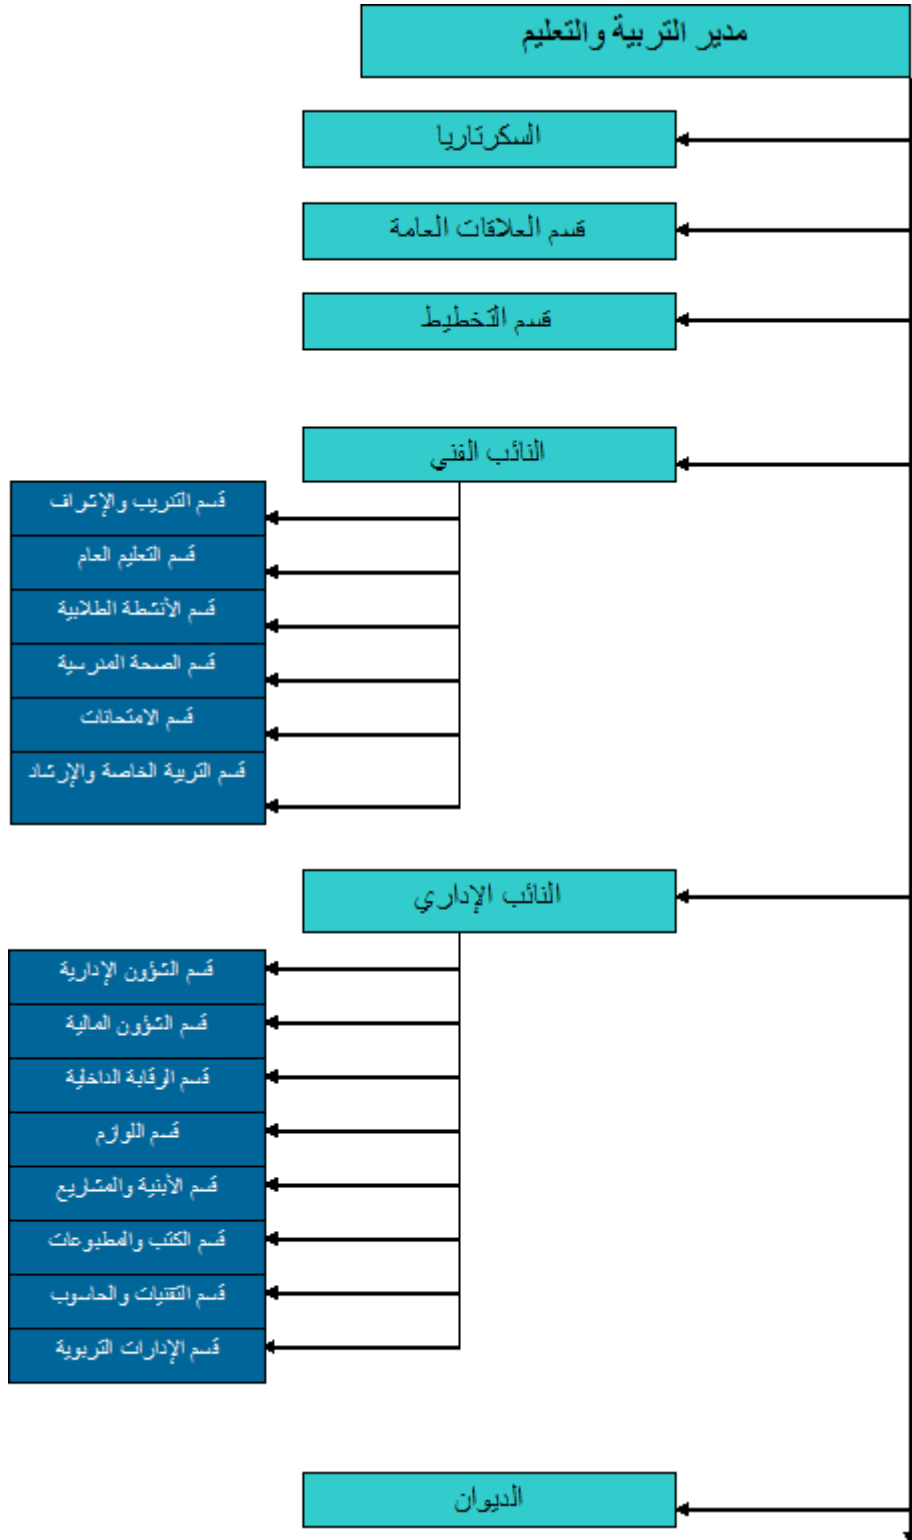 مدير التربية والتعليم
السكرتاريا
قسم العلاقات العامة
قسم التخطيط
النائب الفني
قسم التدريب والإشراف
قسم التعليم العام
قسم الأنشطة الطلابية
قسم الصحة المدرسية
قسم الامتحانات
قسم التربية الخاصة والإرشاد
النائب الإداري
قسم الشؤون الإدارية
قسم الشؤون المالية
قسم الرقابة الداخلية
قسم اللوازم
قسم الأبنية والمشاريع
قسم الكتب والمطبوعات
قسم التقنيات والحاسوب
قسم الإدارات التربوية
الديوان